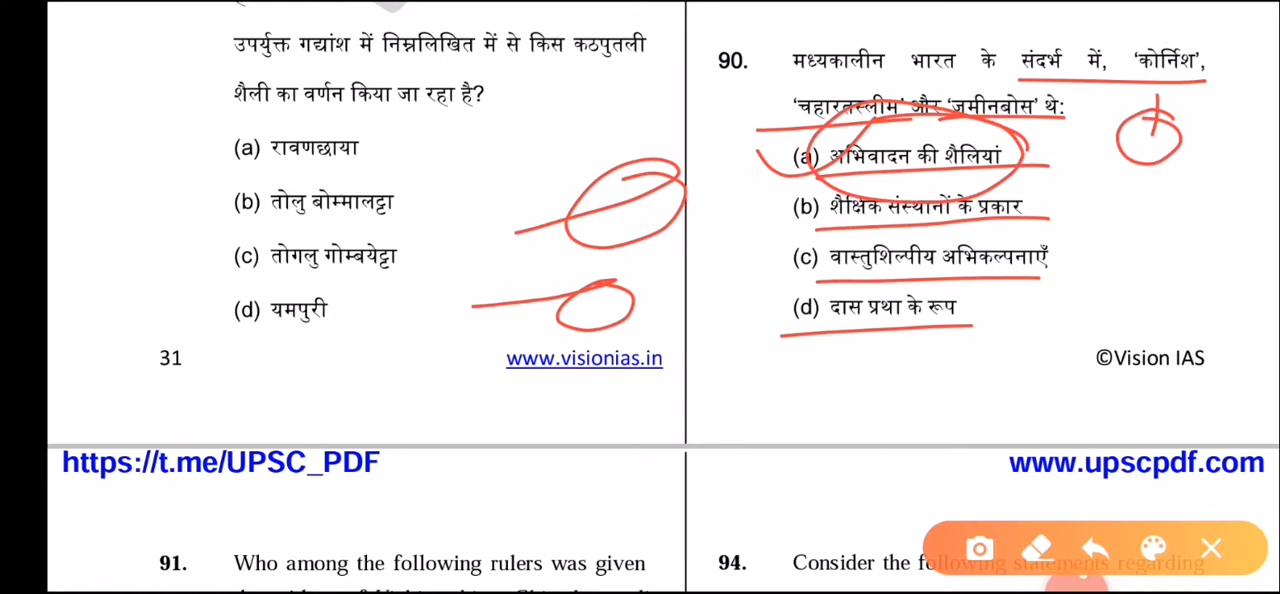 उपर्युक्त गद्यांश में निम्नलिखित में से किस कठपुतली
शैली का वर्णन किया जा रहा है?
(a) रावणछाया
(b) तोलु बोम्मालट्टा
(c) तोगलु गोम्बयेट्टा
(d) यमपुरी
31
www.visionias.in
90. मध्यकालीन भारत के संदर्भ में, 'कोर्निश',
'चहारतस्लीम' और 'जमीनबोस' थे:
(a) अभिवादन की शैलियां
(b) शैक्षिक संस्थानों के प्रकार
(c) वास्तुशिल्पीय अभिकल्पनाएँ
(d) दास प्रथा के रूप
©Vision IAS
https://t.me/UPSC_PDF
www.upscpdf.com
91. Who among the following rulers was given
94. Consider the following statements regarding